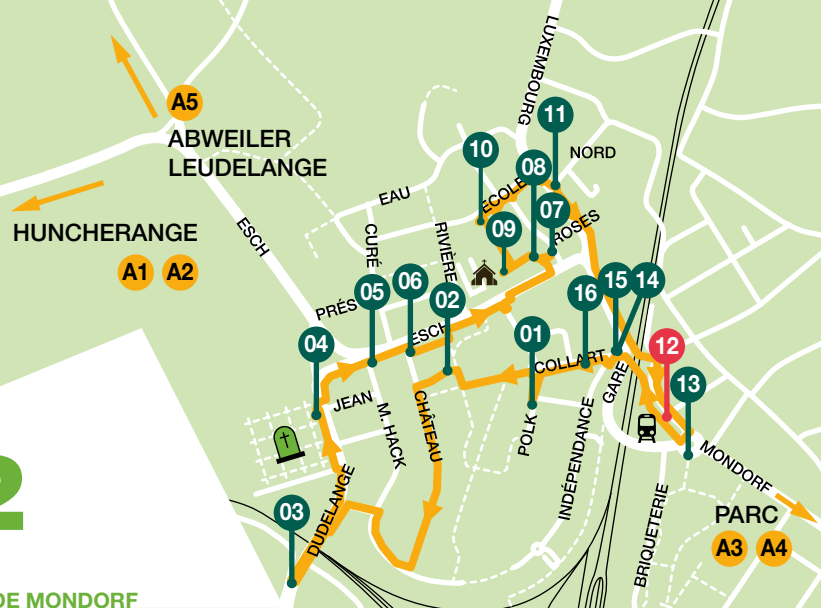 LUXEMBOURG
A5
ABWEILER
LEUDELANGE
11
10
08
NORD
ECOLE
EAU
07
ROSES
HUNCHERANGE
A1 A2
ESCH
CURÉ
RIVIÈRE
09
PRÉS
05
06
02
16
15
14
ESCH
04
01
12
COLLART
GARE
13
JEAN
M. HACK
CHÂTEAU
POLK
INDÉPENDANCE
MONDORF
2
DUDELANGE
03
BRIQUETERIE
PARC
A3 A4
DE MONDORF